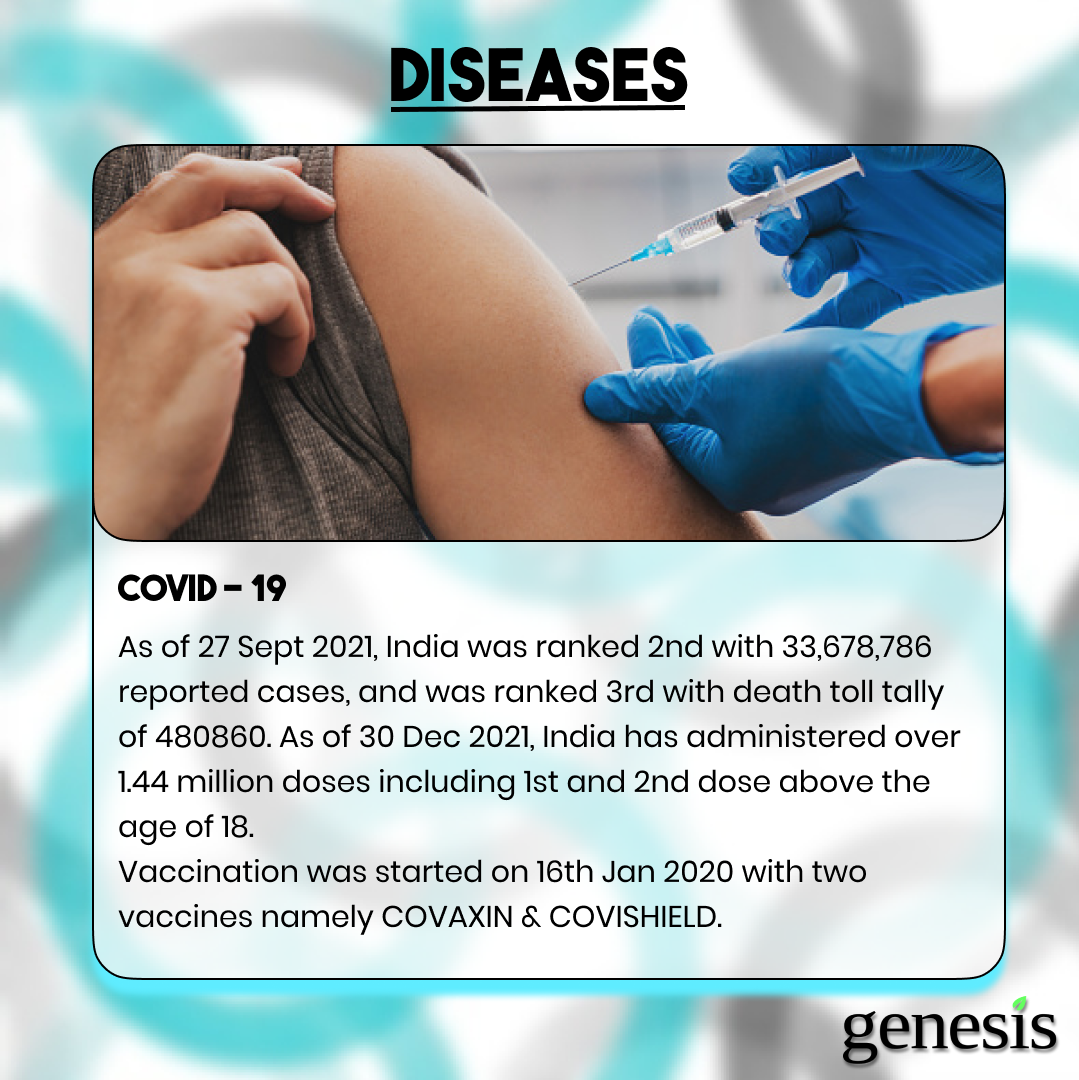 DISEASES
COVID - 19
As of 27 Sept 2021, India was ranked 2nd with 33,678,786
reported cases, and was ranked 3rd with death toll tally
of 480860. As of 30 Dec 2021, India has administered over
1.44 million doses including 1st and 2nd dose above the
age of 18.
Vaccination was started on 16th Jan 2020 with two
vaccines namely COVAXIN & COVISHIELD.
genesis